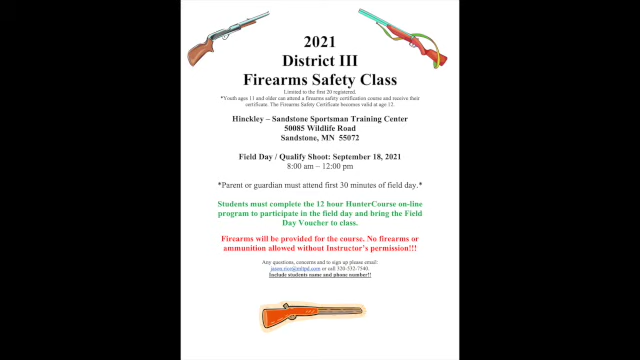 2021
District III
Firearms Safety Class
Limited to the first 20 registered.
*Youth ages 11 and older can attend a firearms safety certification course and receive their
certificate. The Firearms Safety Certificate becomes valid at age 12.
Hinckley – Sandstone Sportsman Training Center
50085 Wildlife Road
Sandstone, MN 55072
Field Day / Qualify Shoot: September 18, 2021
8:00 am – 12:00 pm
*Parent or guardian must attend first 30 minutes of field day.*
Students must complete the 12 hour HunterCourse on-line
program to participate in the field day and bring the Field
Day Voucher to class.
Firearms will be provided for the course. No firearms or
ammunition allowed without Instructor's permission!!!
Any questions, concerns and to sign up please email:
or call 320-532-7540.
Include students name and phone number!!